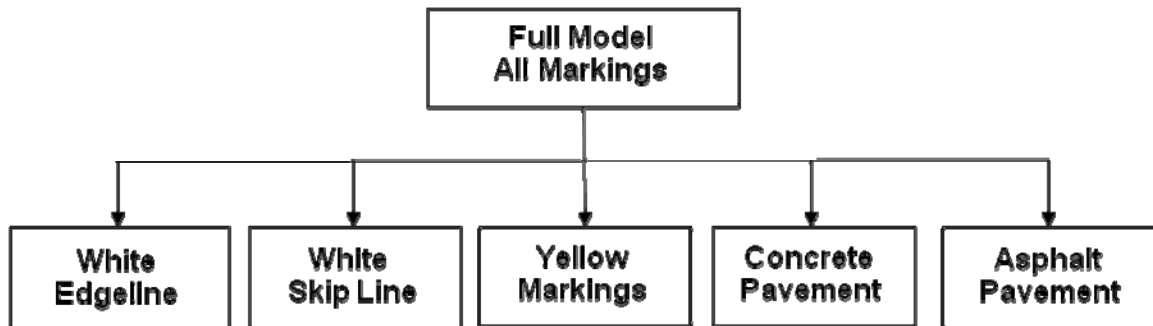 Full Model
All Markings
White
Edgeline
White
Skip Line
Yellow
Markings
Concrete
Pavement
Asphalt
Pavement